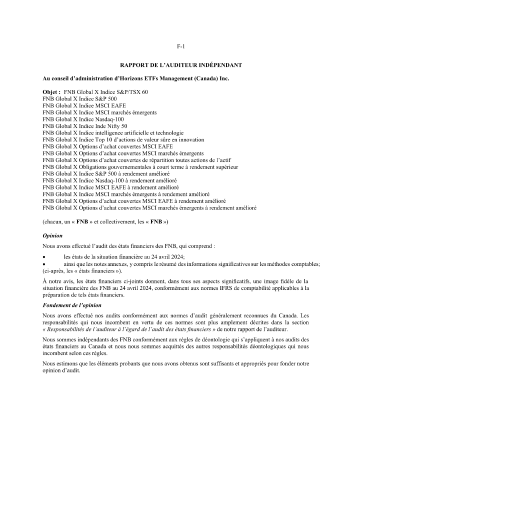 F-1
RAPPORT DE L'AUDITEUR INDÉPENDANT
Au conseil d'administration d'Horizons ETFs Management (Canada) Inc.
Objet : FNB Global X Indice S&P/TSX 60
FNB Global X Indice S&P 500
FNB Global X Indice MSCI EAFE
FNB Global X Indice MSCI marchés émergents
FNB Global X Indice Nasdaq-100
FNB Global X Indice Inde Nifty 50
FNB Global X Indice intelligence artificielle et technologie
FNB Global X Indice Top 10 d'actions de valeur sûre en innovation
FNB Global X Options d'achat couvertes MSCI EAFE
FNB Global X Options d'achat couvertes MSCI marchés émergents
FNB Global X Options d'achat couvertes de répartition toutes actions de l'actif
FNB Global X Obligations gouvernementales à court terme à rendement supérieur
FNB Global X Indice S&P 500 à rendement amélioré
FNB Global X Indice Nasdaq-100 à rendement amélioré
FNB Global X Indice MSCI EAFE à rendement amélioré
FNB Global X Indice MSCI marchés émergents à rendement amélioré
FNB Global X Options d'achat couvertes MSCI EAFE à rendement amélioré
FNB Global X Options d'achat couvertes MSCI marchés émergents à rendement amélioré
(chacun, un « FNB » et collectivement, les « FNB »)
Opinion
Nous avons effectué l'audit des états financiers des FNB, qui comprend :
• les états de la situation financière au 24 avril 2024;
• ainsi que les notes annexes, y compris le résumé des informations significatives sur les méthodes comptables;
(ci-après, les « états financiers »).
À notre avis, les états financiers ci-joints donnent, dans tous ses aspects significatifs, une image fidèle de la
situation financière des FNB au 24 avril 2024, conformément aux normes IFRS de comptabilité applicables à la
préparation de tels états financiers.
Fondement de l'opinion
Nous avons effectué nos audits conformément aux normes d'audit généralement reconnues du Canada. Les
responsabilités qui nous incombent en vertu de ces normes sont plus amplement décrites dans la section
« Responsabilités de l'auditeur à l'égard de l'audit des états financiers » de notre rapport de l'auditeur.
Nous sommes indépendants des FNB conformément aux règles de déontologie qui s'appliquent à nos audits des
états financiers au Canada et nous nous sommes acquittés des autres responsabilités déontologiques qui nous
incombent selon ces règles.
Nous estimons que les éléments probants que nous avons obtenus sont suffisants et appropriés pour fonder notre
opinion d'audit.